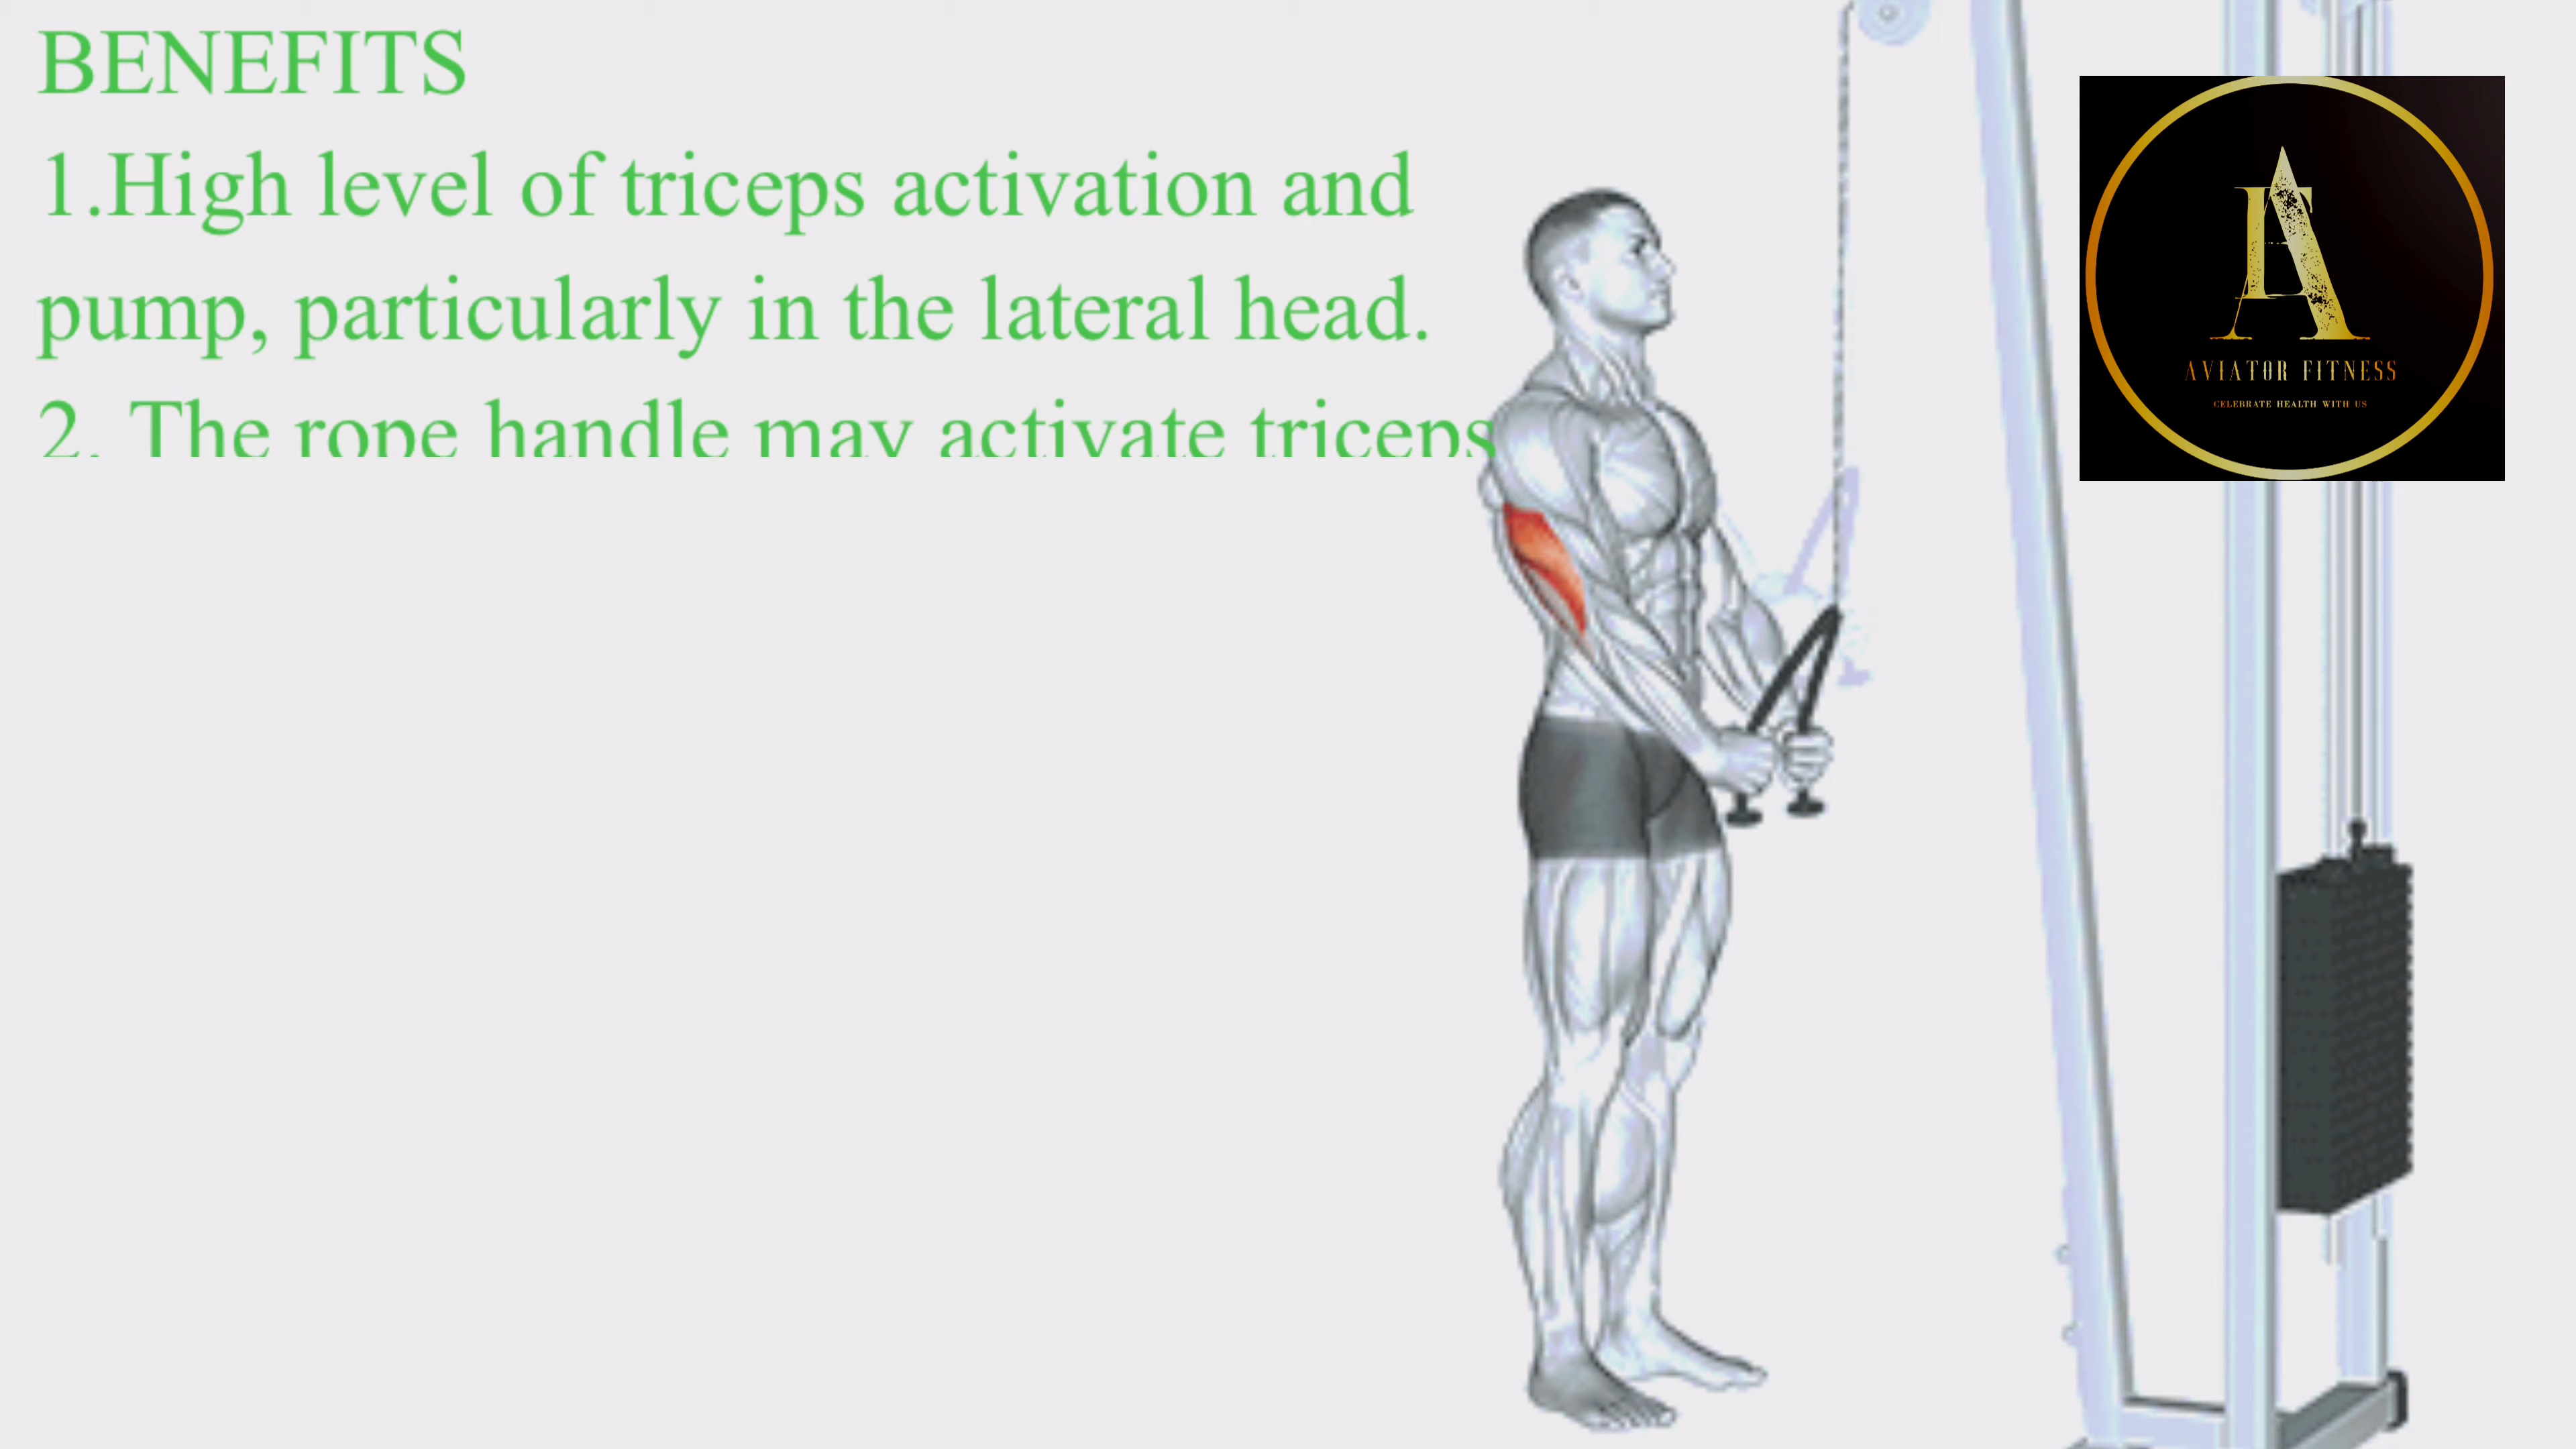 BENEFITS
1.High level of triceps activation and
pump, particularly in the lateral head.
2. The rope handle may activate triceps
AVIATOR FITNESS
CELEBRATE HEALTH WITH US